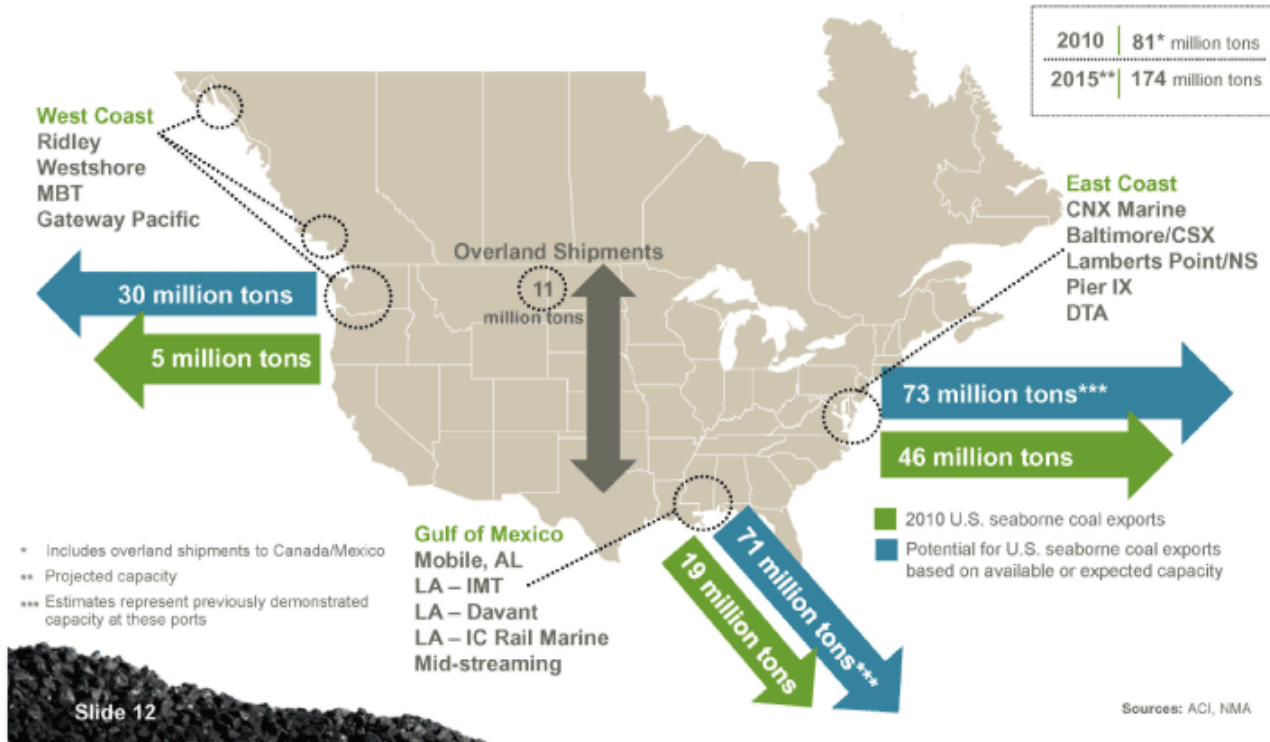 2010 81* million tons
2015** 174 million tons
West Coast
Ridley
Westshore
MBT
Gateway Pacific
30 million tons
5 million tons
Overland Shipments
11
million tons
East Coast
CNX Marine
Baltimore/CSX
Lamberts Point/NS
Pier IX
DTA
73 million tons***
46 million tons
2010 U.S. seaborne coal exports
Potential for U.S. seaborne coal exports
based on available or expected capacity
Gulf of Mexico
Mobile, AL
LA – IMT
LA – Davant
LA – IC Rail Marine
Mid-streaming
19 million tons
71 million tons***
* Includes overland shipments to Canada/Mexico
** Projected capacity
*** Estimates represent previously demonstrated
capacity at these ports
Slide 12
Sources: ACI, NMA